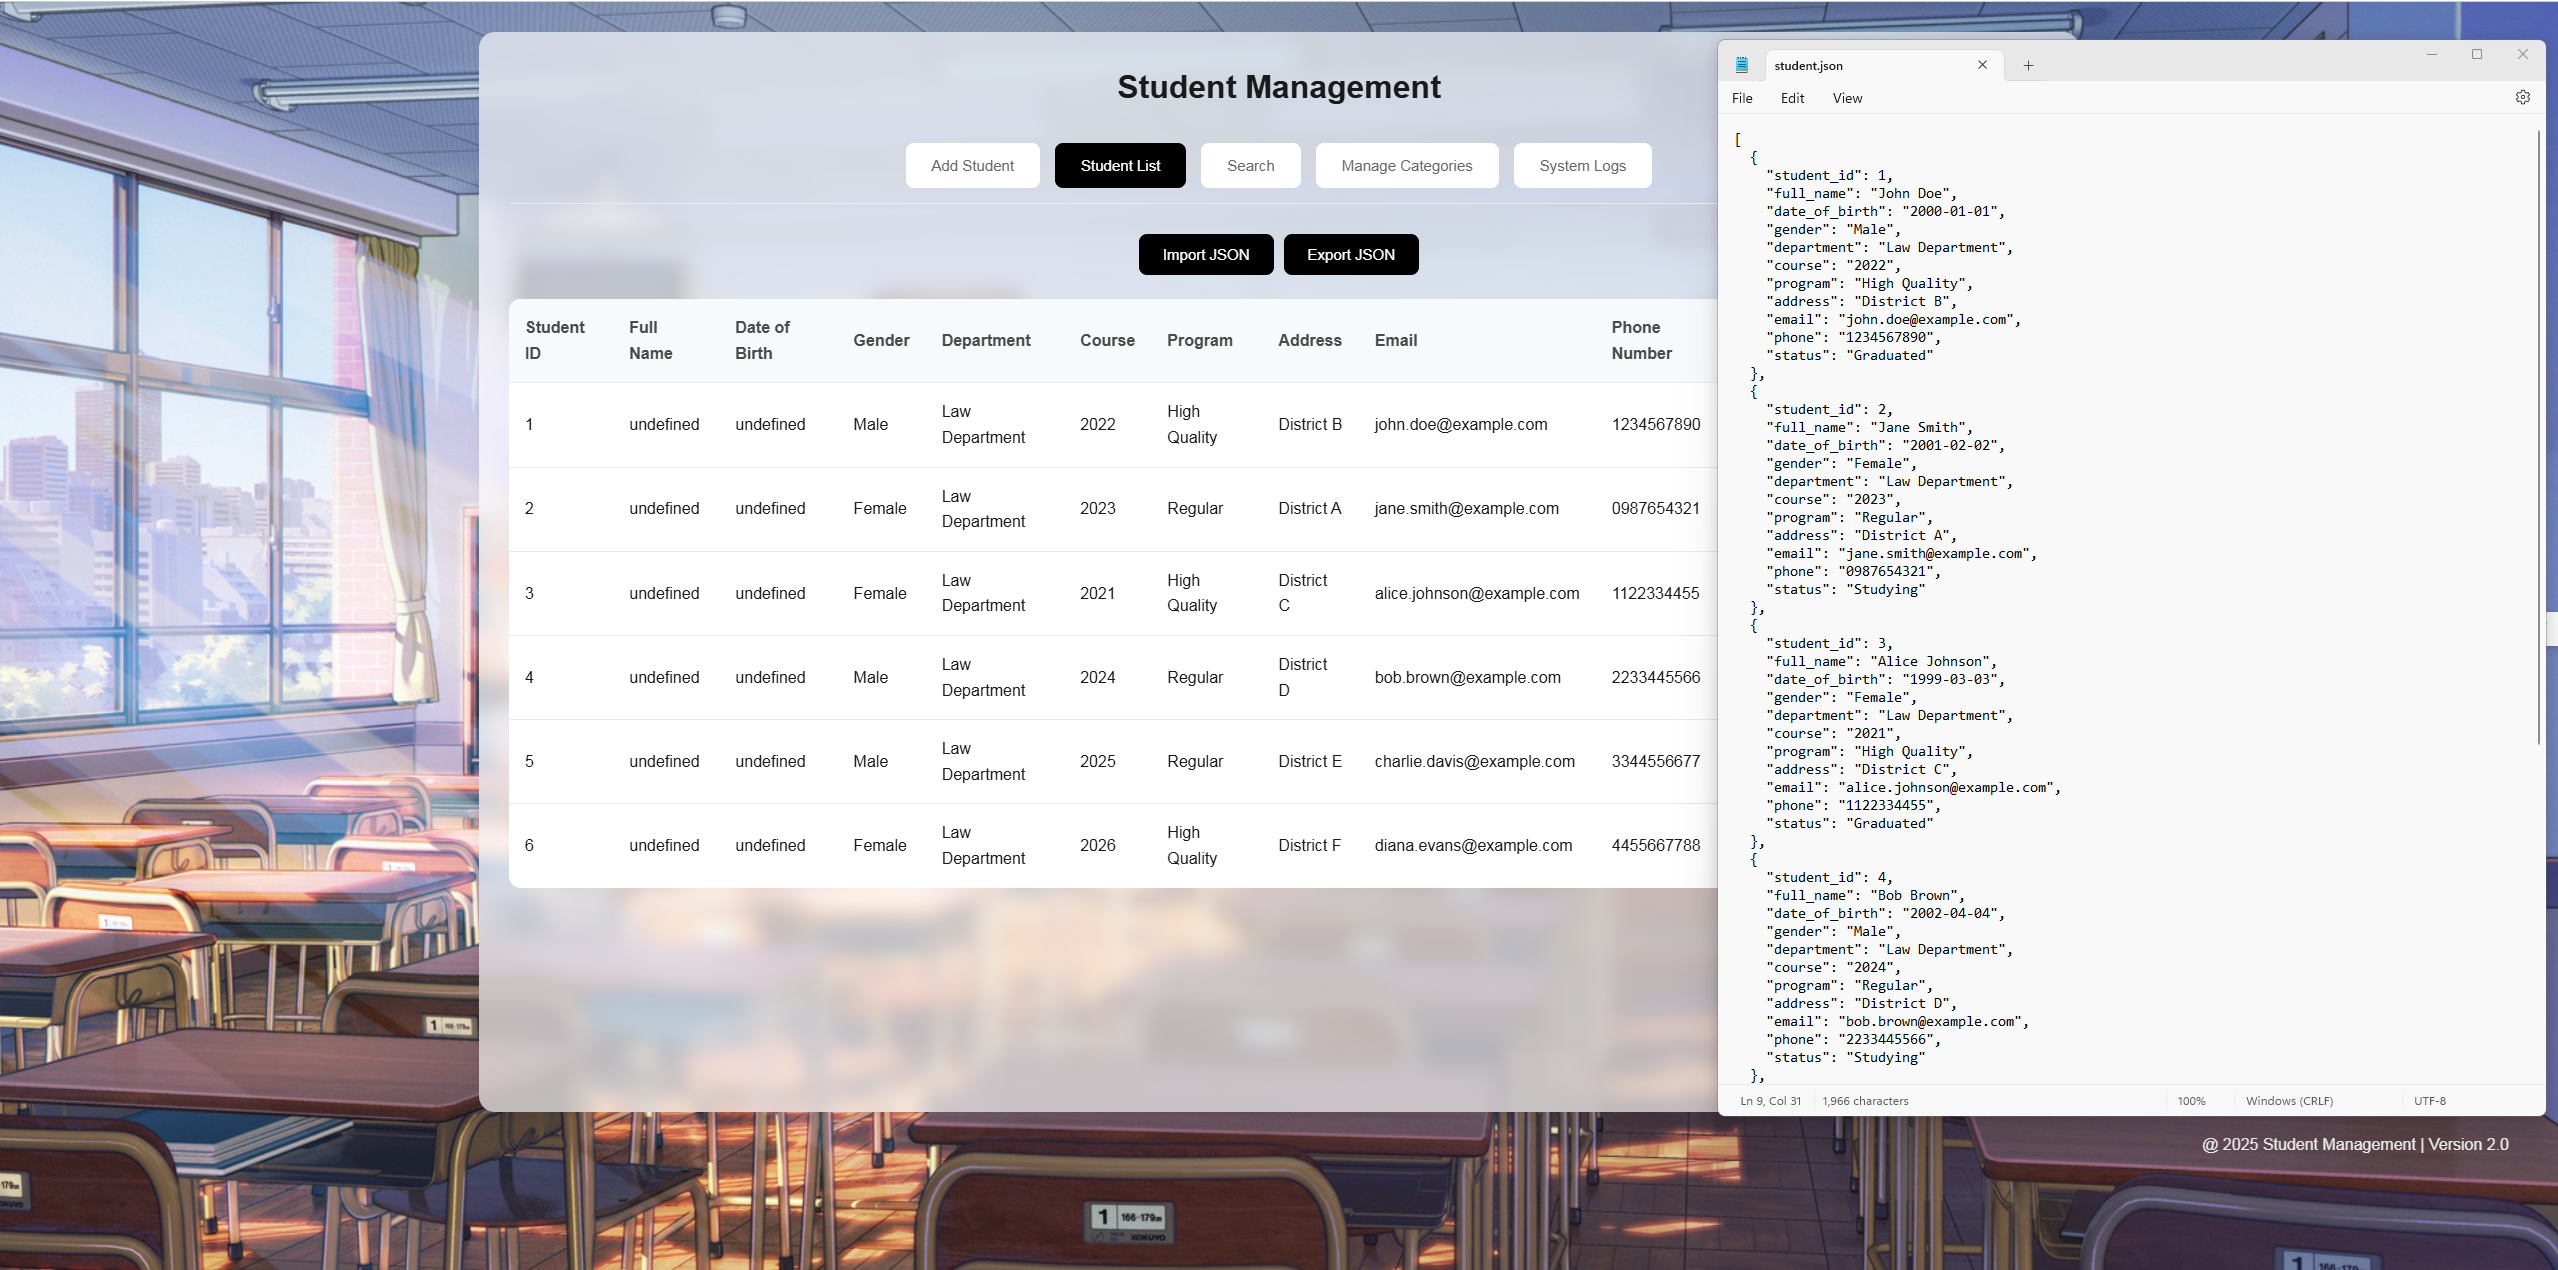 Student Management
Add Student
Student List
Search
Manage Categories
System Logs
Import JSON
Export JSON
Student ID
Full Name
Date of Birth
Gender
Department
Course
Program
Address
Email
Phone Number
1 undefined undefined Male Law Department 2022 High Quality District B john.doe@example.com 1234567890
2 undefined undefined Female Law Department 2023 Regular District A jane.smith@example.com 0987654321
3 undefined undefined Female Law Department 2021 High Quality District C alice.johnson@example.com 1122334455
4 undefined undefined Male Law Department 2024 Regular District D bob.brown@example.com 2233445566
5 undefined undefined Male Law Department 2025 Regular District E charlie.davis@example.com 3344556677
6 undefined undefined Female Law Department 2026 High Quality District F diana.evans@example.com 4455667788
student.json
File Edit View
[
{
"student_id": 1,
"full_name": "John Doe",
"date_of_birth": "2000-01-01",
"gender": "Male",
"department": "Law Department",
"course": "2022",
"program": "High Quality",
"address": "District B",
"email": "john.doe@example.com",
"phone": "1234567890",
"status": "Graduated"
},
{
"student_id": 2,
"full_name": "Jane Smith",
"date_of_birth": "2001-02-02",
"gender": "Female",
"department": "Law Department",
"course": "2023",
"program": "Regular",
"address": "District A",
"email": "jane.smith@example.com",
"phone": "0987654321",
"status": "Studying"
},
{
"student_id": 3,
"full_name": "Alice Johnson",
"date_of_birth": "1999-03-03",
"gender": "Female",
"department": "Law Department",
"course": "2021",
"program": "High Quality",
"address": "District C",
"email": "alice.johnson@example.com",
"phone": "1122334455",
"status": "Graduated"
},
{
"student_id": 4,
"full_name": "Bob Brown",
"date_of_birth": "2002-04-04",
"gender": "Male",
"department": "Law Department",
"course": "2024",
"program": "Regular",
"address": "District D",
"email": "bob.brown@example.com",
"phone": "2233445566",
"status": "Studying"
},
Ln 9, Col 31 1,966 characters 100% Windows (CRLF) UTF-8
@ 2025 Student Management | Version 2.0
1 166-179㎝
KOKUYO
1 166-179㎝